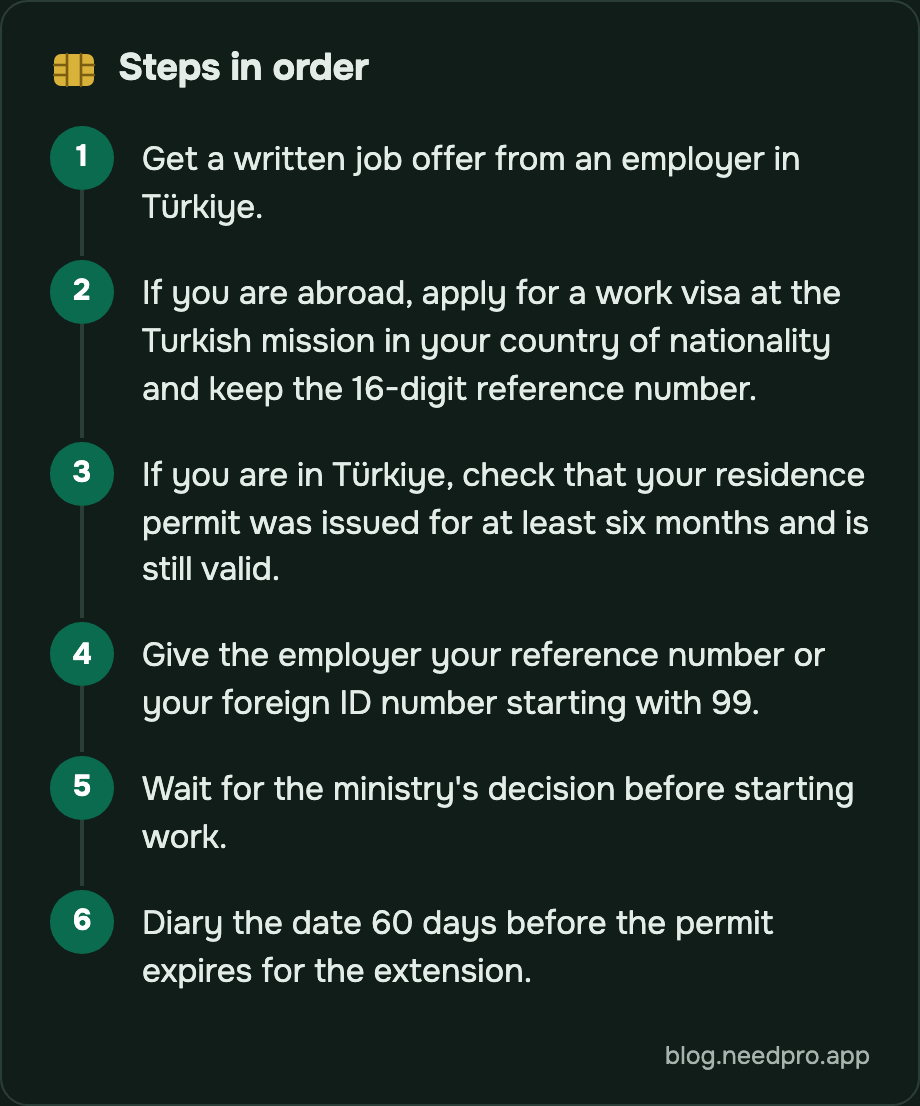 Steps in order
1
Get a written job offer from an employer in
Türkiye.
2
If you are abroad, apply for a work visa at the
Turkish mission in your country of nationality
and keep the 16-digit reference number.
3
If you are in Türkiye, check that your residence
permit was issued for at least six months and is
still valid.
4
Give the employer your reference number or
your foreign ID number starting with 99.
5
Wait for the ministry's decision before starting
work.
6
Diary the date 60 days before the permit
expires for the extension.
blog.needpro.app